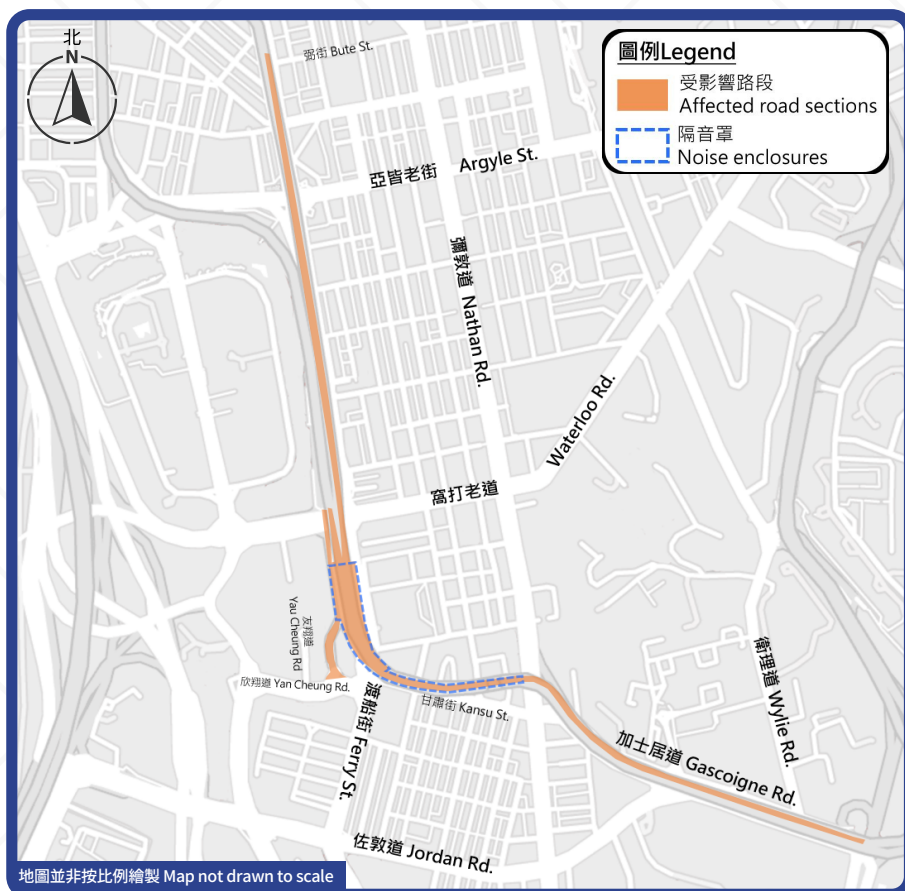 北
N
弼街 Bute St.
圖例Legend
受影響路段
Affected road sections
隔音罩
Noise enclosures
亞皆老街 Argyle St.
彌敦道 Nathan Rd.
Waterloo Rd.
窩打老道
友翔道
Yau Cheung Rd
欣翔道 Yan Cheung Rd.
渡船街 Ferry St.
甘肅街 Kansu St.
衞理道 Wylie Rd.
加士居道 Gascoigne Rd.
佐敦道 Jordan Rd.
地圖並非按比例繪製 Map not drawn to scale